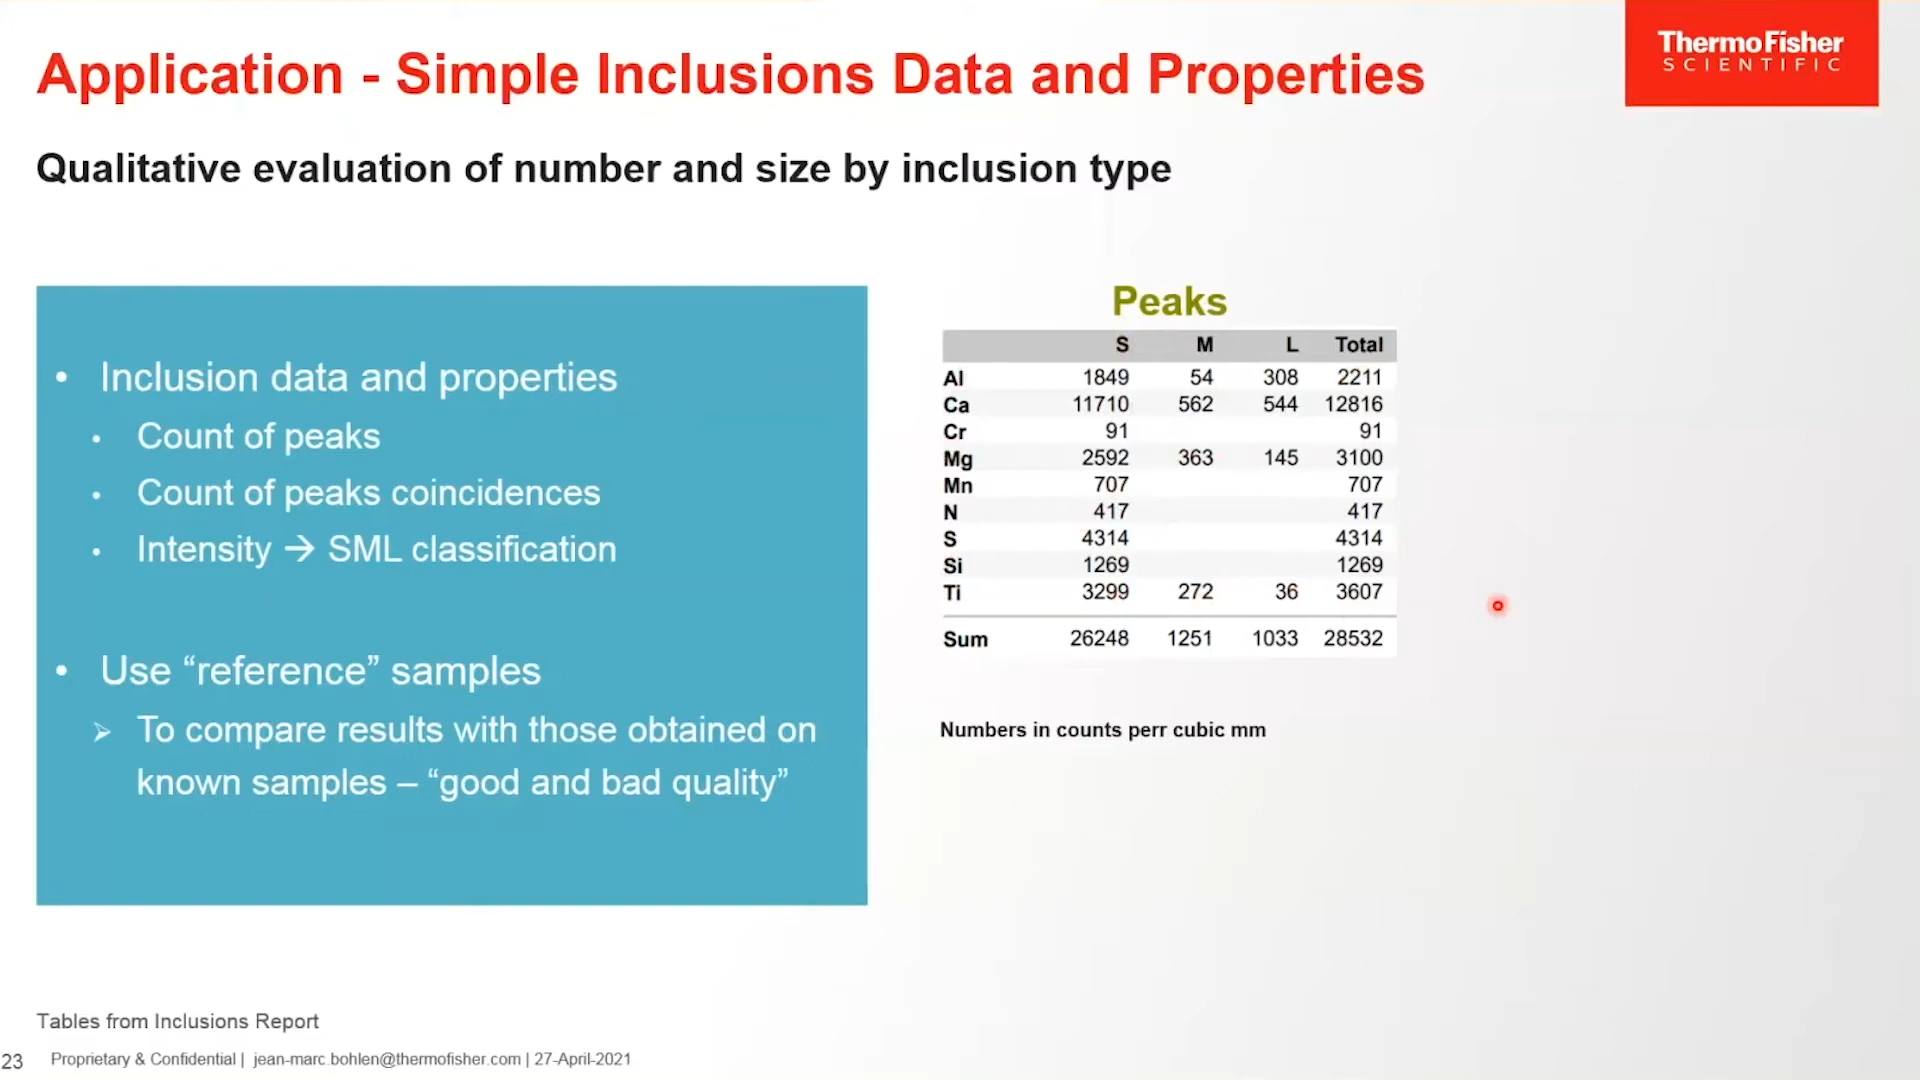 Application - Simple Inclusions Data and Properties
ThermoFisher
SCIENTIFIC
Qualitative evaluation of number and size by inclusion type
• Inclusion data and properties
• Count of peaks
• Count of peaks coincidences
• Intensity → SML classification
• Use “reference” samples
➢ To compare results with those obtained on
known samples – “good and bad quality”
Peaks
S M L Total
Al 1849 54 308 2211
Ca 11710 562 544 12816
Cr 91 91
Mg 2592 363 145 3100
Mn 707 707
N 417 417
S 4314 4314
Si 1269 1269
Ti 3299 272 36 3607
Sum 26248 1251 1033 28532
Numbers in counts perr cubic mm
Tables from Inclusions Report
23 Proprietary & Confidential | jean-marc.bohlen@thermofisher.com | 27-April-2021